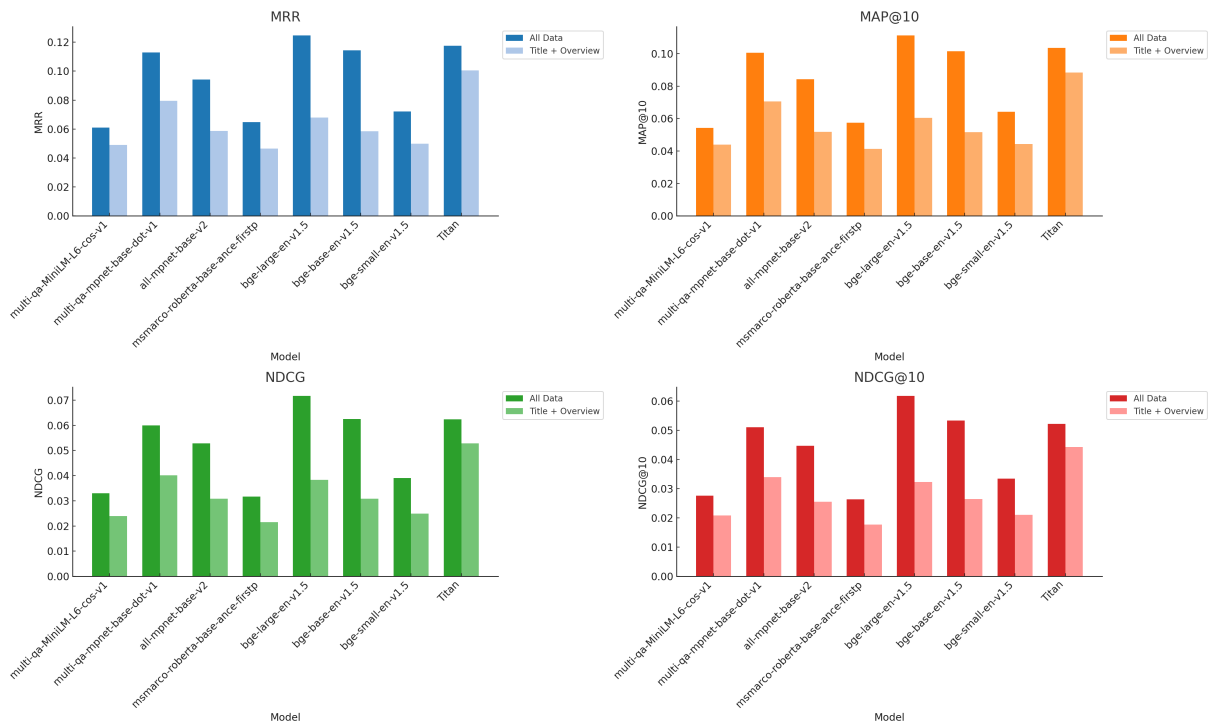 MRR
All Data
Title + Overview
MRR
0.12
0.10
0.08
0.06
0.04
0.02
0.00
multi-qa-MiniLM-L6-cos-v1
multi-qa-mpnet-base-dot-v1
all-mpnet-base-v2
msmarco-roberta-base-ance-firstp
bge-large-en-v1.5
bge-base-en-v1.5
bge-small-en-v1.5
Titan
Model
MAP@10
All Data
Title + Overview
MAP@10
0.10
0.08
0.06
0.04
0.02
0.00
multi-qa-MiniLM-L6-cos-v1
multi-qa-mpnet-base-dot-v1
all-mpnet-base-v2
msmarco-roberta-base-ance-firstp
bge-large-en-v1.5
bge-base-en-v1.5
bge-small-en-v1.5
Titan
Model
NDCG
All Data
Title + Overview
NDCG
0.07
0.06
0.05
0.04
0.03
0.02
0.01
0.00
multi-qa-MiniLM-L6-cos-v1
multi-qa-mpnet-base-dot-v1
all-mpnet-base-v2
msmarco-roberta-base-ance-firstp
bge-large-en-v1.5
bge-base-en-v1.5
bge-small-en-v1.5
Titan
Model
NDCG@10
All Data
Title + Overview
NDCG@10
0.06
0.05
0.04
0.03
0.02
0.01
0.00
multi-qa-MiniLM-L6-cos-v1
multi-qa-mpnet-base-dot-v1
all-mpnet-base-v2
msmarco-roberta-base-ance-firstp
bge-large-en-v1.5
bge-base-en-v1.5
bge-small-en-v1.5
Titan
Model